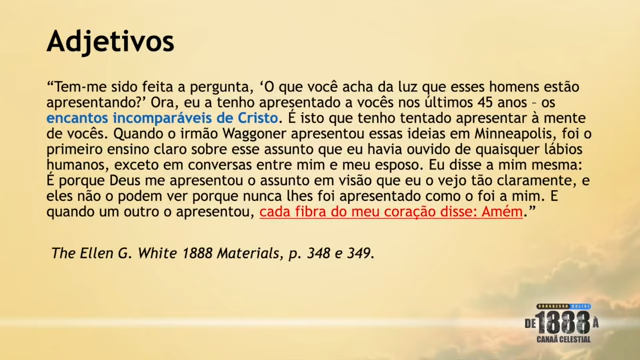 Adjetivos
“Tem-me sido feita a pergunta, ‘O que você acha da luz que esses homens estão
apresentando?’ Ora, eu a tenho apresentado a vocês nos últimos 45 anos – os
encantos incomparáveis de Cristo. É isto que tenho tentado apresentar à mente
de vocês. Quando o irmão Waggoner apresentou essas ideias em Minneapolis, foi o
primeiro ensino claro sobre esse assunto que eu havia ouvido de quaisquer lábios
humanos, exceto em conversas entre mim e meu esposo. Eu disse a mim mesma:
É porque Deus me apresentou o assunto em visão que eu o vejo tão claramente, e
eles não o podem ver porque nunca lhes foi apresentado como o foi a mim. E
quando um outro o apresentou, cada fibra do meu coração disse: Amém.”
The Ellen G. White 1888 Materials, p. 348 e 349.
DE 1888 À
CANAÃ CELESTIAL